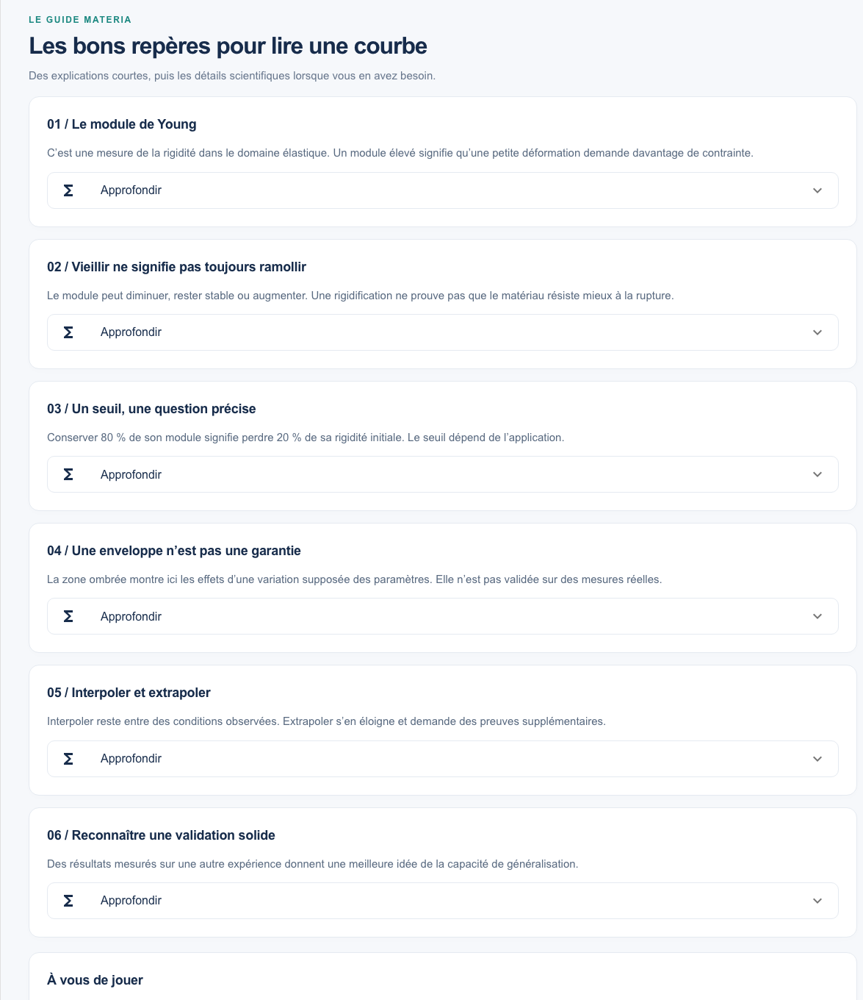 LE GUIDE MATERIA
Les bons repères pour lire une courbe
Des explications courtes, puis les détails scientifiques lorsque vous en avez besoin.
01 / Le module de Young
C’est une mesure de la rigidité dans le domaine élastique. Un module élevé signifie qu’une petite déformation demande davantage de contrainte.
Approfondir
02 / Vieillir ne signifie pas toujours ramollir
Le module peut diminuer, rester stable ou augmenter. Une rigidification ne prouve pas que le matériau résiste mieux à la rupture.
Approfondir
03 / Un seuil, une question précise
Conserver 80 % de son module signifie perdre 20 % de sa rigidité initiale. Le seuil dépend de l’application.
Approfondir
04 / Une enveloppe n’est pas une garantie
La zone ombrée montre ici les effets d’une variation supposée des paramètres. Elle n’est pas validée sur des mesures réelles.
Approfondir
05 / Interpoler et extrapoler
Interpoler reste entre des conditions observées. Extrapoler s’en éloigne et demande des preuves supplémentaires.
Approfondir
06 / Reconnaître une validation solide
Des résultats mesurés sur une autre expérience donnent une meilleure idée de la capacité de généralisation.
Approfondir
À vous de jouer